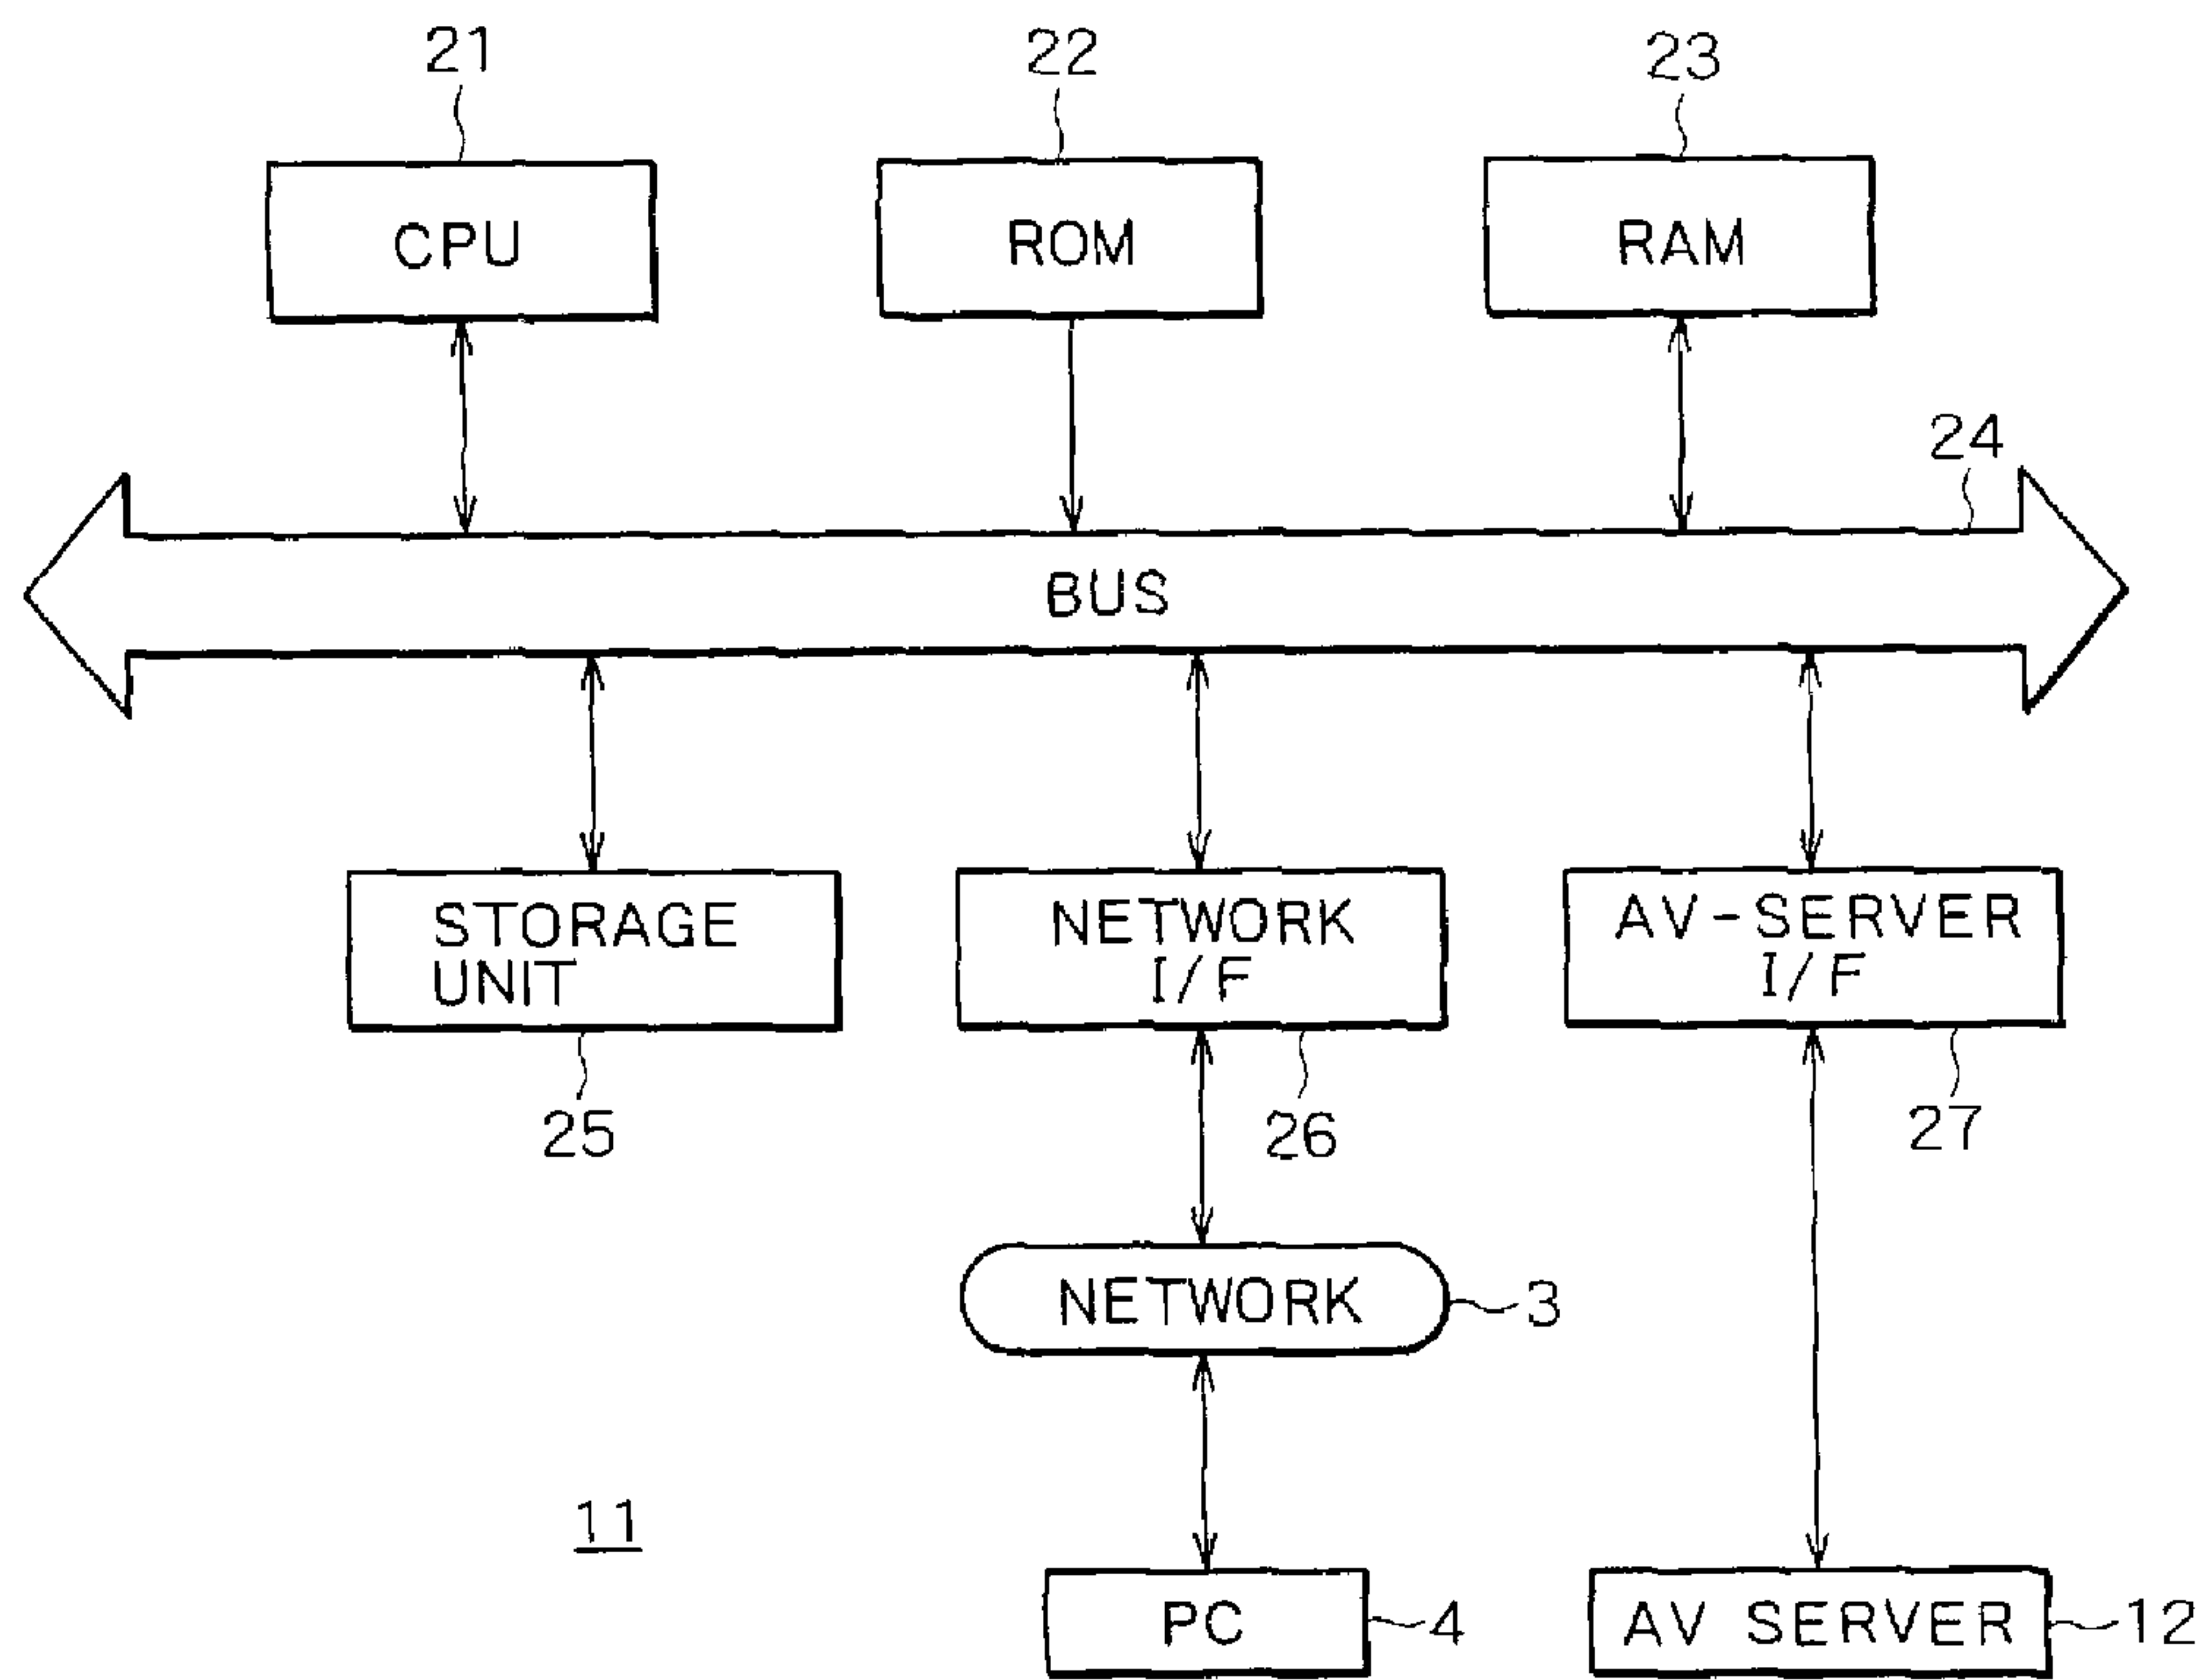 21
22
23
CPU
ROM
RAM
24
BUS
STORAGE
UNIT
NETWORK
I/F
AV-SERVER
I/F
25
26
27
NETWORK
3
11
PC
4
AV SERVER
12